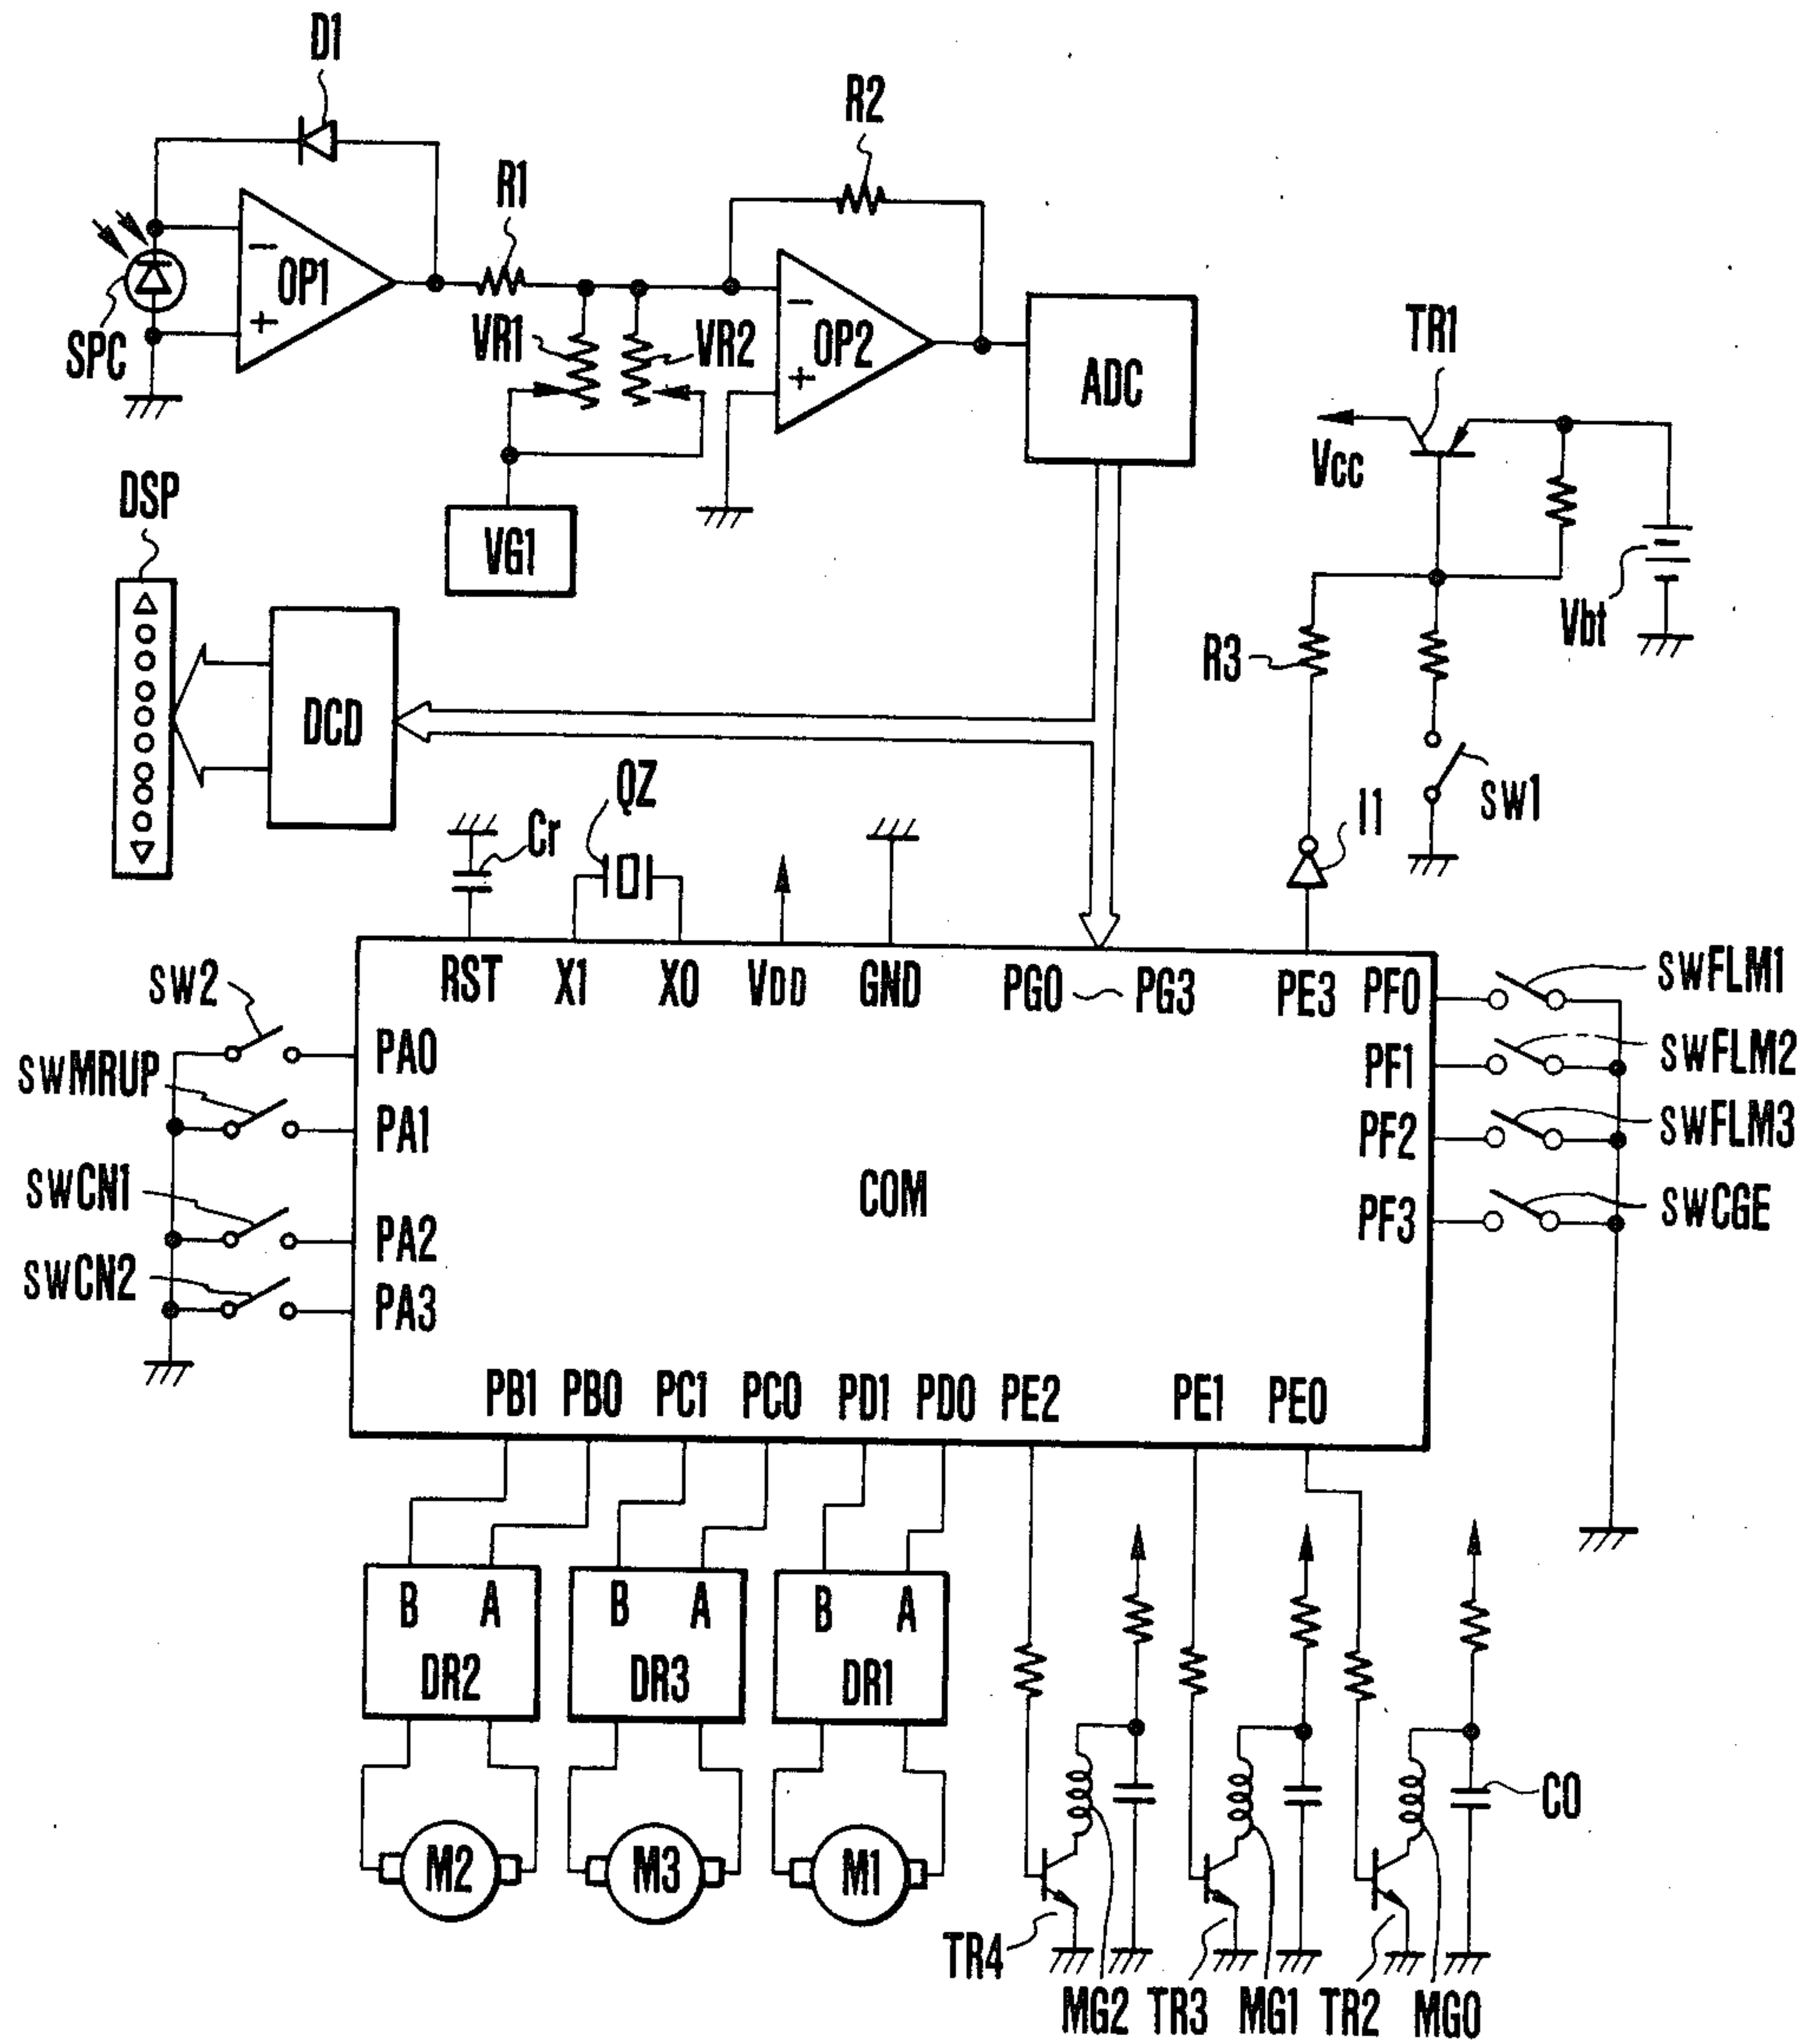 D1
R2
R1
− OP1 +
SPC
VR1 VR2
− OP2 +
ADC
TR1
Vcc
Vbt
VG1
DSP
DCD
R3
sw1
I1
QZ
Cr
RST X1 X0 VDD GND PG0 ~ PG3 PE3 PF0
sw2
swMRUP
swCN1
swCN2
PA0
PA1
PA2
PA3
COM
PF1
PF2
PF3
swFLM1
swFLM2
swFLM3
swCGE
PB1 PB0 PC1 PC0 PD1 PD0 PE2 PE1 PE0
B A B A B A
DR2 DR3 DR1
M2 M3 M1
C0
TR4 MG2 TR3 MG1 TR2 MG0